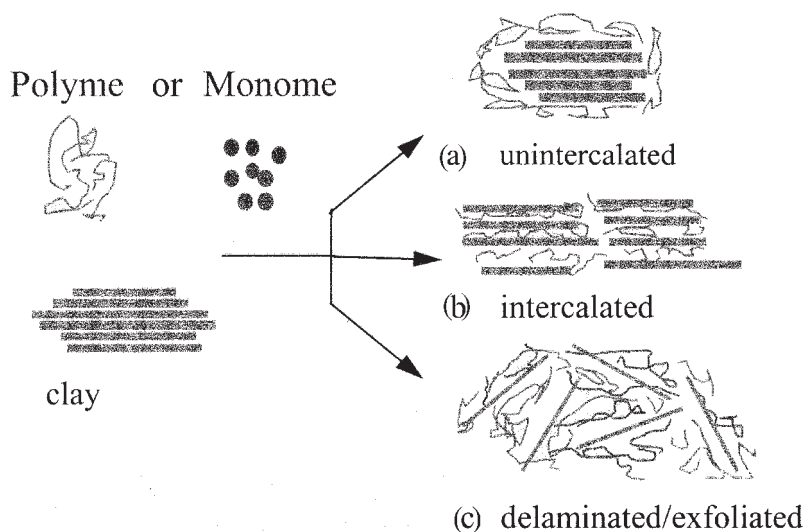 Polyme or Monome
clay
(a) unintercalated
(b) intercalated
(c) delaminated/exfoliated